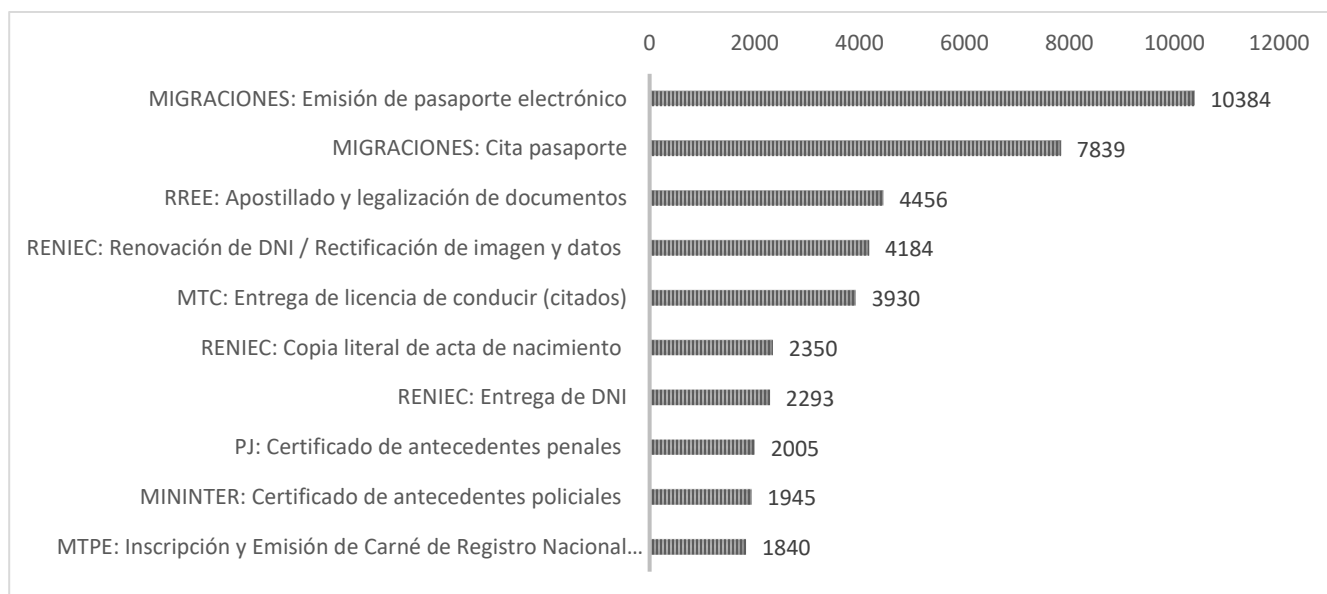 0 2000 4000 6000 8000 10000 12000
MIGRACIONES: Emisión de pasaporte electrónico 10384
MIGRACIONES: Cita pasaporte 7839
RREE: Apostillado y legalización de documentos 4456
RENIEC: Renovación de DNI / Rectificación de imagen y datos 4184
MTC: Entrega de licencia de conducir (citados) 3930
RENIEC: Copia literal de acta de nacimiento 2350
RENIEC: Entrega de DNI 2293
PJ: Certificado de antecedentes penales 2005
MININTER: Certificado de antecedentes policiales 1945
MTPE: Inscripción y Emisión de Carné de Registro Nacional... 1840